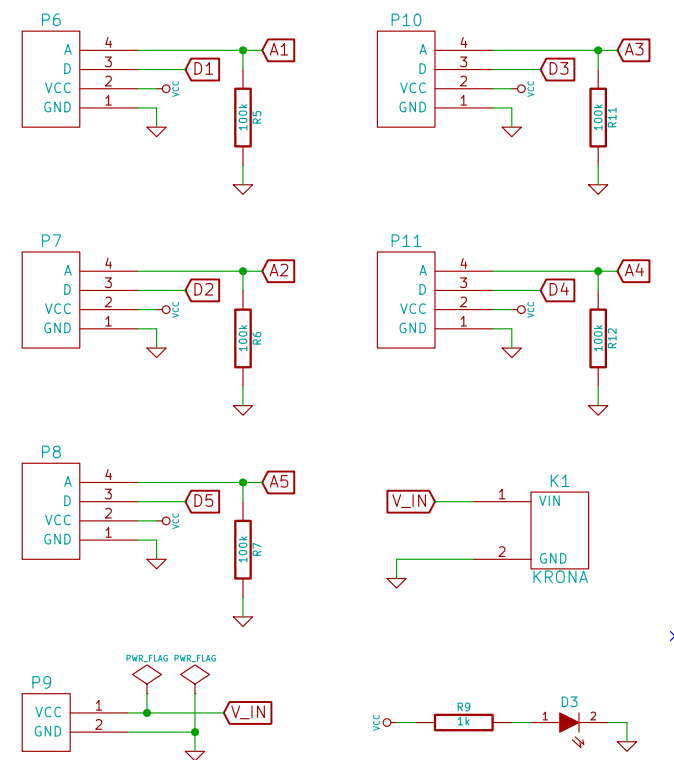 P6
A 4 A1
D 3 D1
VCC 2 VCC
GND 1
100k R5
P10
A 4 A3
D 3 D3
VCC 2 VCC
GND 1
100k R11
P7
A 4 A2
D 3 D2
VCC 2 VCC
GND 1
100k R6
P11
A 4 A4
D 3 D4
VCC 2 VCC
GND 1
100k R12
P8
A 4 A5
D 3 D5
VCC 2 VCC
GND 1
100k R7
K1
V_IN 1 VIN
2 GND
KRONA
PWR_FLAG PWR_FLAG
P9
VCC 1 V_IN
GND 2
R9 D3
VCC 1k 1 2